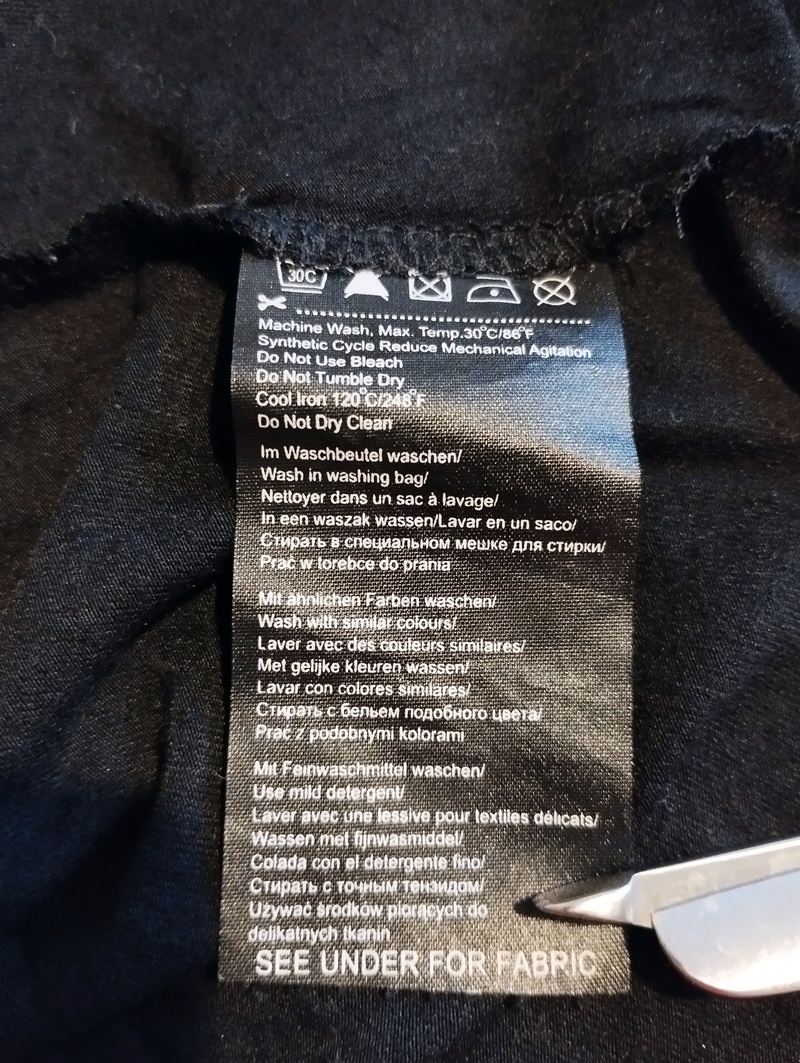 30C
Machine Wash, Max. Temp.30°C/86°F
Synthetic Cycle Reduce Mechanical Agitation
Do Not Use Bleach
Do Not Tumble Dry
Cool Iron 120°C/248°F
Do Not Dry Clean
Im Waschbeutel waschen/
Wash in washing bag/
Nettoyer dans un sac à lavage/
In een waszak wassen/Lavar en un saco/
Стирать в специальном мешке для стирки/
Prać w torebce do prania
Mit ähnlichen Farben waschen/
Wash with similar colours/
Laver avec des couleurs similaires/
Met gelijke kleuren wassen/
Lavar con colores similares/
Стирать с бельем подобного цвета/
Prać z podobnymi kolorami
Mit Feinwaschmittel waschen/
Use mild detergent/
Laver avec une lessive pour textiles délicats/
Wassen met fijnwasmiddel/
Colada con el detergente fino/
Стирать с точным тензидом/
Używać środków piorących do
delikatnych tkanin
SEE UNDER FOR FABRIC